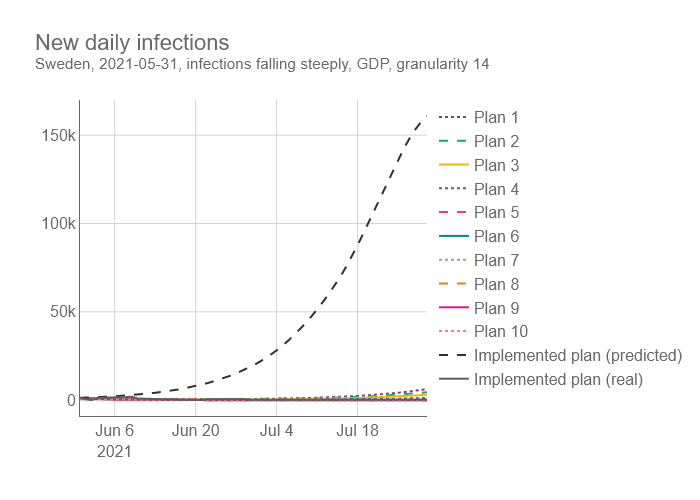 New daily infections
Sweden, 2021-05-31, infections falling steeply, GDP, granularity 14
150k
100k
50k
0
Jun 6
2021
Jun 20
Jul 4
Jul 18
Plan 1
Plan 2
Plan 3
Plan 4
Plan 5
Plan 6
Plan 7
Plan 8
Plan 9
Plan 10
Implemented plan (predicted)
Implemented plan (real)